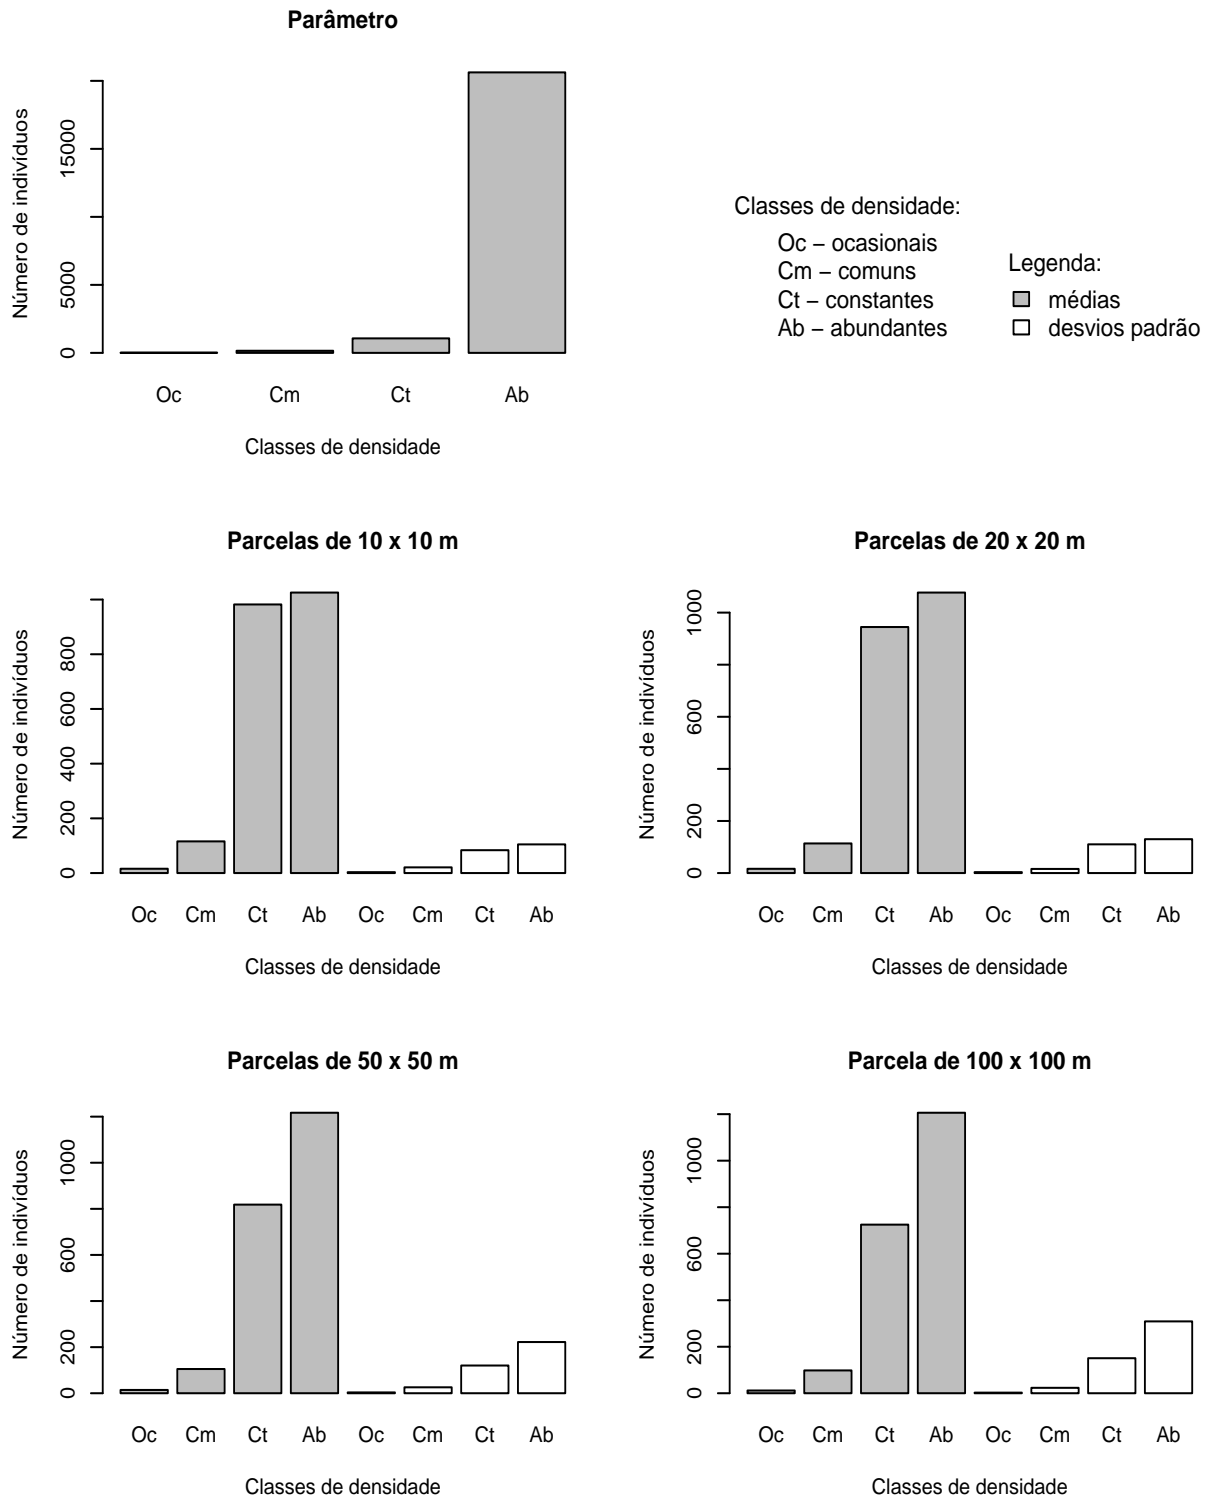 Parâmetro
Número de indivíduos
0
5000
15000
Oc Cm Ct Ab
Classes de densidade
Classes de densidade:
Oc – ocasionais
Cm – comuns
Ct – constantes
Ab – abundantes
Legenda:
médias
desvios padrão
Parcelas de 10 x 10 m
Número de indivíduos
0
200
400
600
800
Oc Cm Ct Ab Oc Cm Ct Ab
Classes de densidade
Parcelas de 20 x 20 m
Número de indivíduos
0
200
600
1000
Oc Cm Ct Ab Oc Cm Ct Ab
Classes de densidade
Parcelas de 50 x 50 m
Número de indivíduos
0
200
600
1000
Oc Cm Ct Ab Oc Cm Ct Ab
Classes de densidade
Parcela de 100 x 100 m
Número de indivíduos
0
200
600
1000
Oc Cm Ct Ab Oc Cm Ct Ab
Classes de densidade